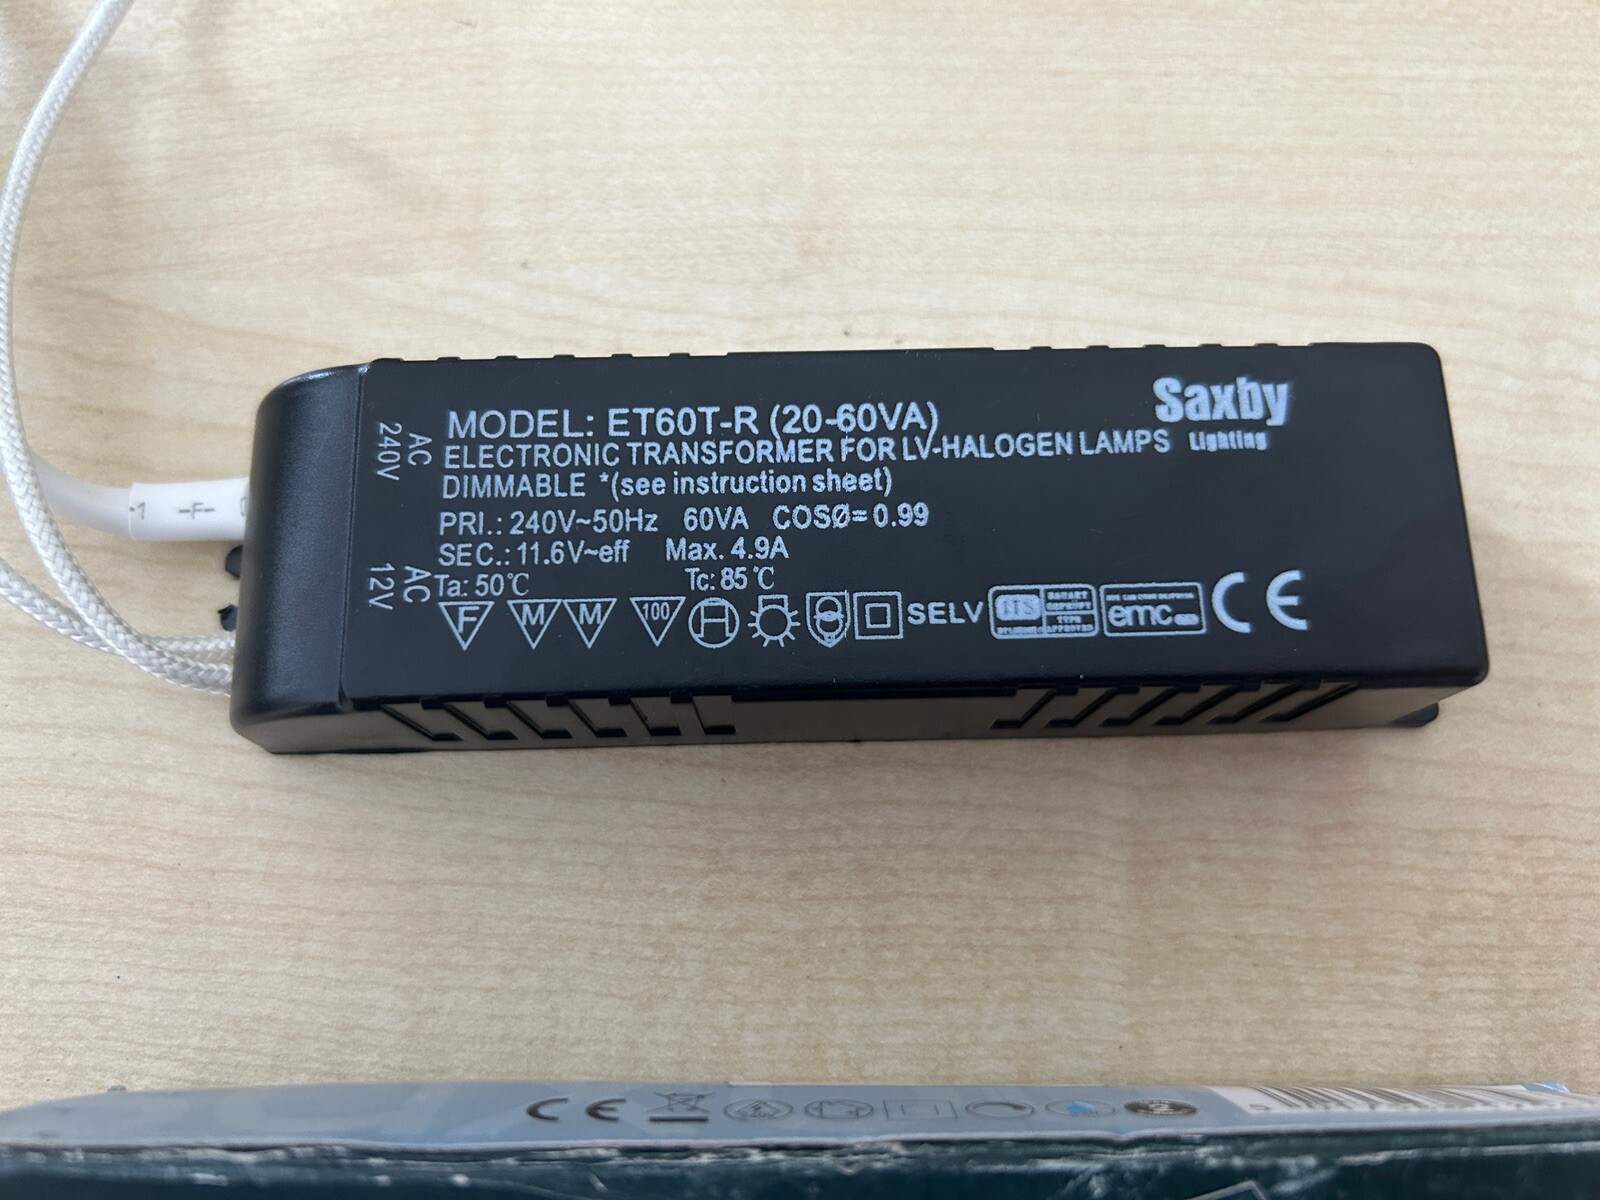 Saxby
Lighting
MODEL: ET60T-R (20-60VA)
ELECTRONIC TRANSFORMER FOR LV-HALOGEN LAMPS
DIMMABLE *(see instruction sheet)
PRI.: 240V~50Hz 60VA COSØ= 0.99
SEC.: 11.6V~eff Max. 4.9A
Ta: 50℃ Tc: 85℃
F M M 100 SELV emc CE
AC
240V
AC
12V
-F-
CE